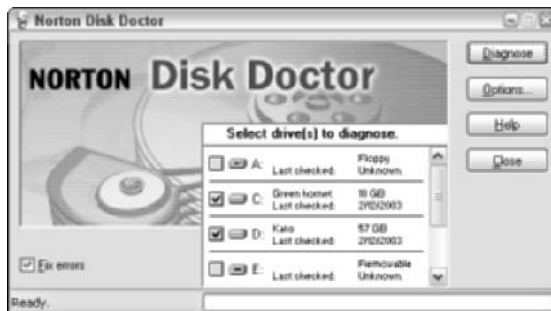 Norton Disk Doctor
NORTON Disk Doctor
Select drive(s) to diagnose.
A: Floppy
Last checked: Unknown
C: Green hornet 10 GB
Last checked: 2/12/2003
D: Kato 57 GB
Last checked: 2/12/2003
E: Removable
Last checked: Unknown
Fix errors
Diagnose
Options...
Help
Close
Ready.